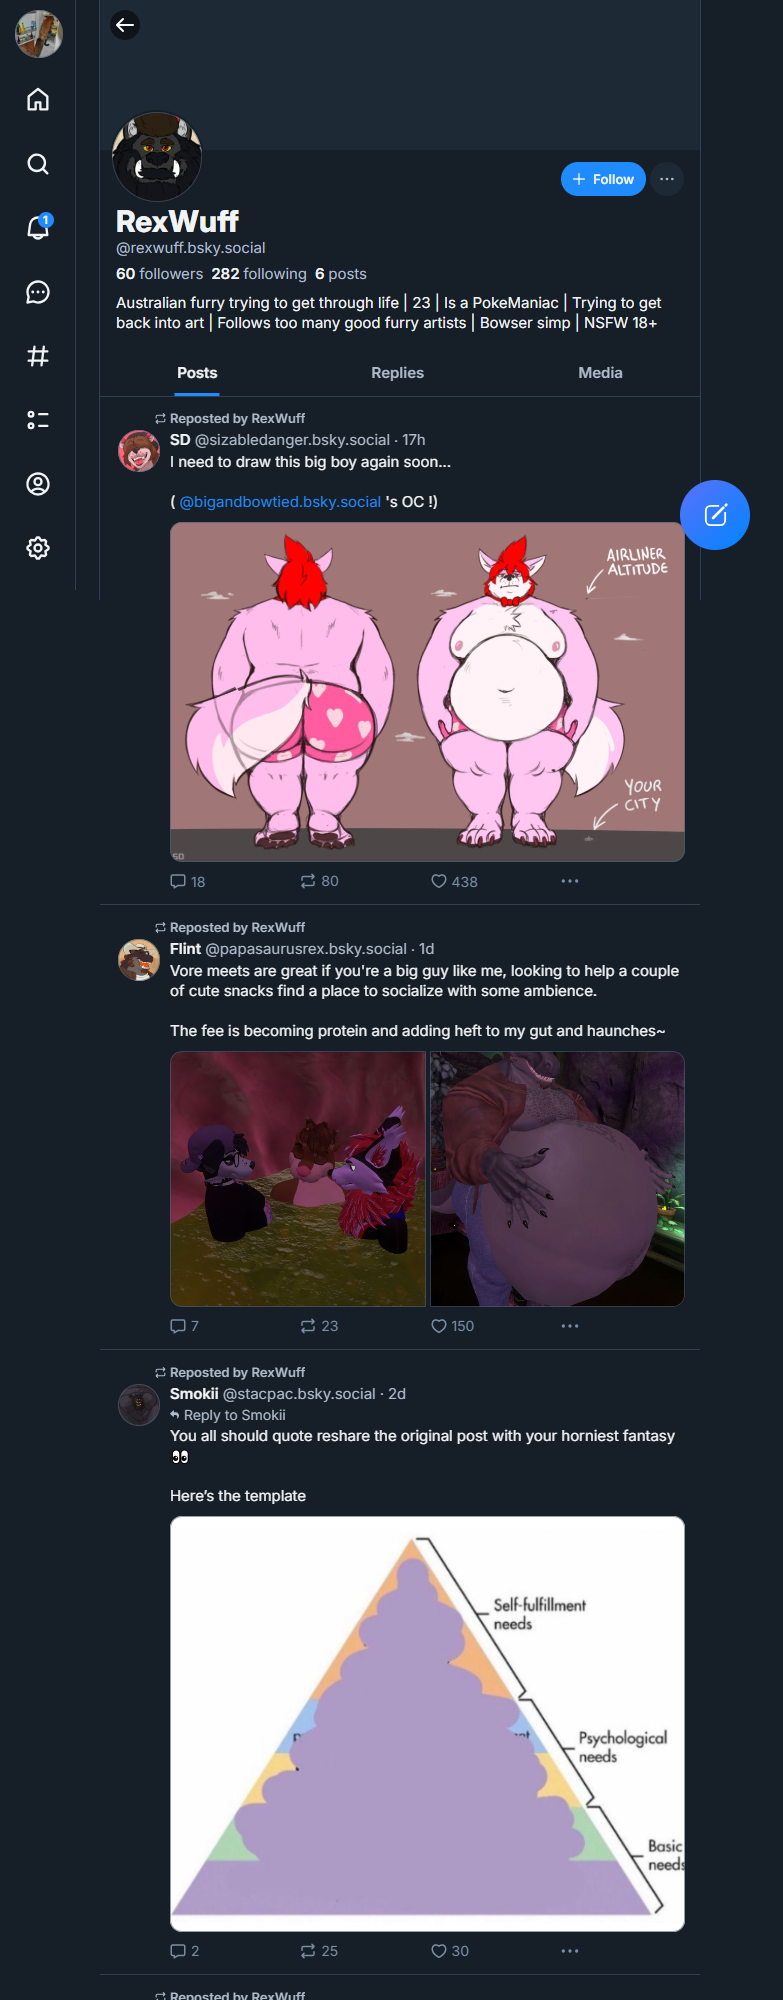 1
Follow
RexWuff
@rexwuff.bsky.social
60 followers 282 following 6 posts
Australian furry trying to get through life | 23 | Is a PokeManiac | Trying to get
back into art | Follows too many good furry artists | Bowser simp | NSFW 18+
Posts Replies Media
Reposted by RexWuff
SD @sizabledanger.bsky.social · 17h
I need to draw this big boy again soon...
( @bigandbowtied.bsky.social 's OC !)
AIRLINER
ALTITUDE
YOUR
CITY
SD
18 80 438
Reposted by RexWuff
Flint @papasaurusrex.bsky.social · 1d
Vore meets are great if you're a big guy like me, looking to help a couple
of cute snacks find a place to socialize with some ambience.
The fee is becoming protein and adding heft to my gut and haunches~
7 23 150
Reposted by RexWuff
Smokii @stacpac.bsky.social · 2d
Reply to Smokii
You all should quote reshare the original post with your horniest fantasy
👀
Here's the template
Self-fulfillment
needs
Psychological
needs
Basic
needs
2 25 30
Reposted by RexWuff